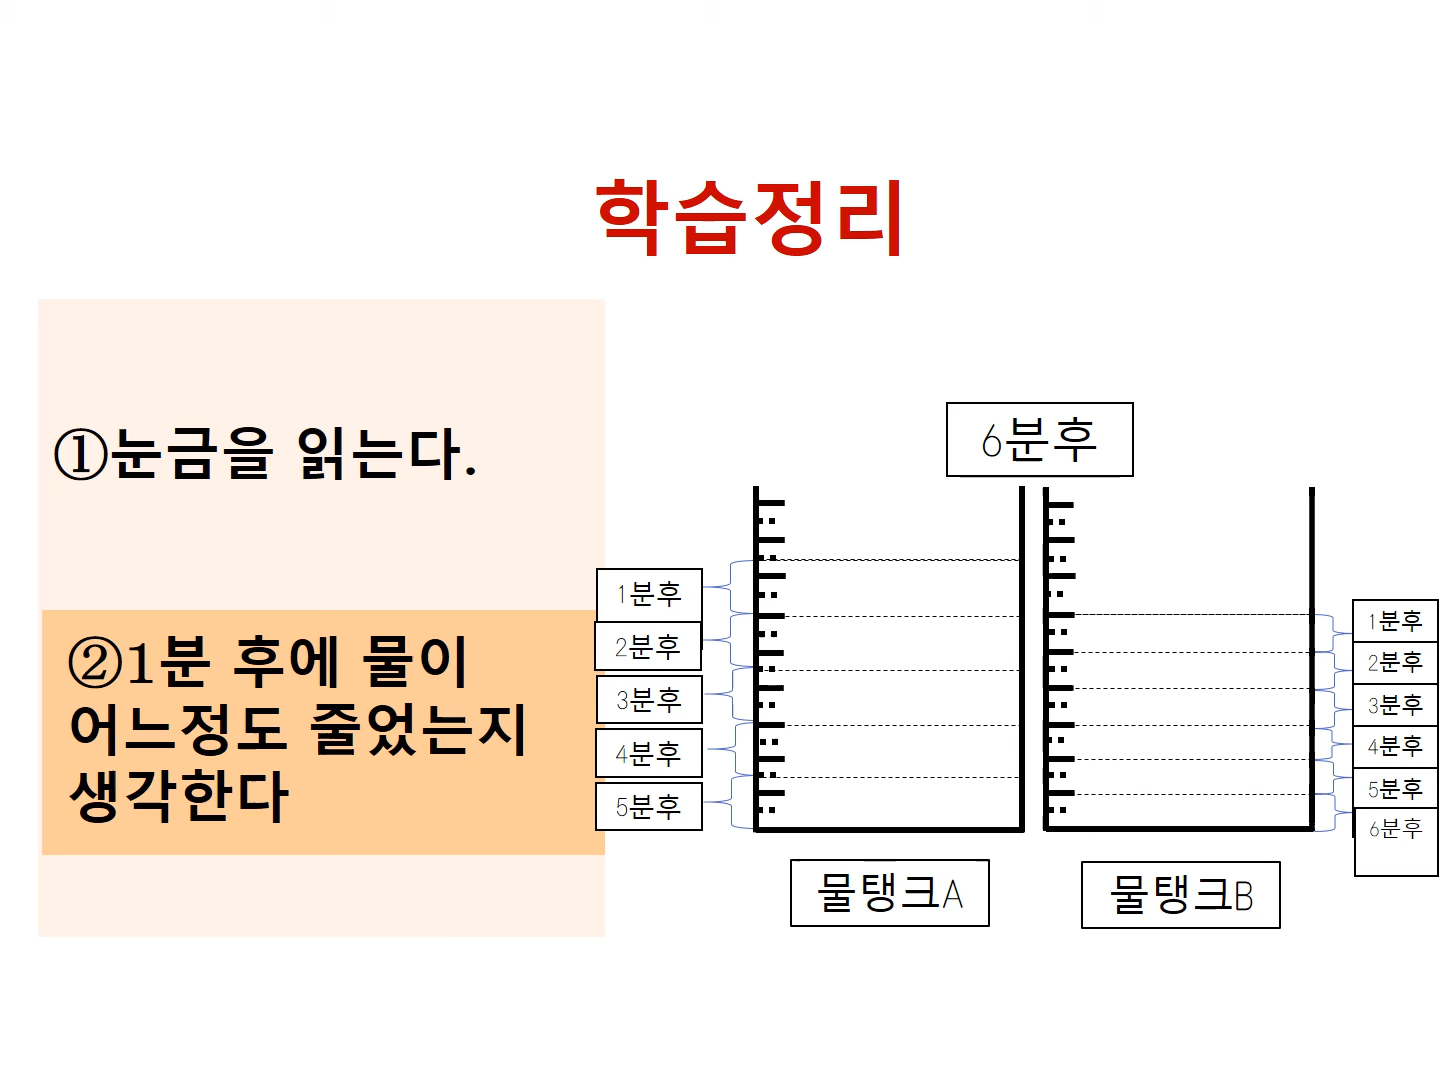 학습정리
①눈금을 읽는다.
②1분 후에 물이
어느정도 줄었는지
생각한다
6분후
1분후
2분후
3분후
4분후
5분후
1분후
2분후
3분후
4분후
5분후
6분후
물탱크A
물탱크B